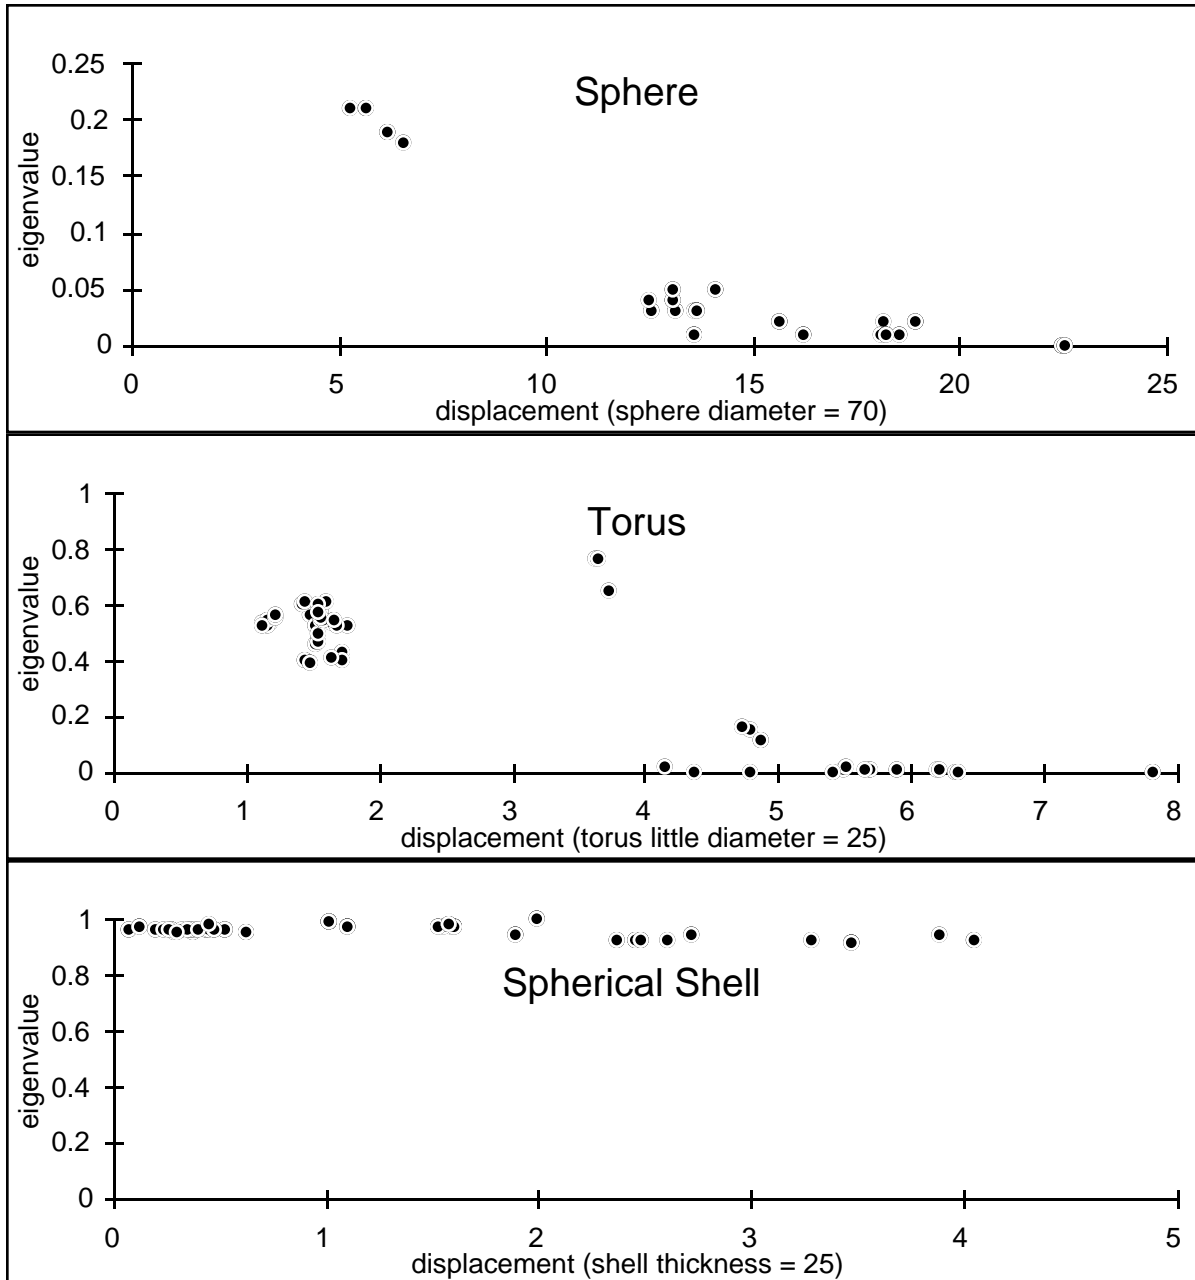 Sphere
eigenvalue
0.25
0.2
0.15
0.1
0.05
0
0 5 10 15 20 25
displacement (sphere diameter = 70)
Torus
eigenvalue
1
0.8
0.6
0.4
0.2
0
0 1 2 3 4 5 6 7 8
displacement (torus little diameter = 25)
Spherical Shell
eigenvalue
1
0.8
0.6
0.4
0.2
0
0 1 2 3 4 5
displacement (shell thickness = 25)